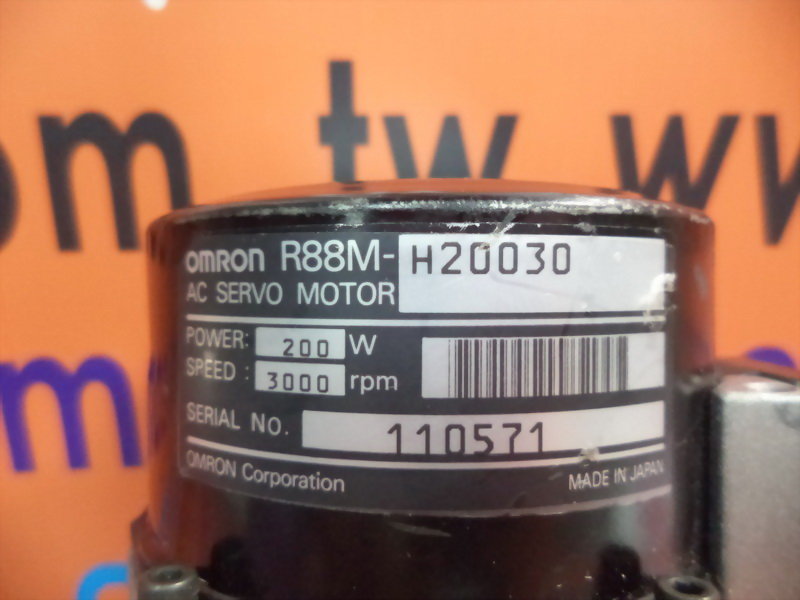 om.tw www
OMRON R88M-H20030
AC SERVO MOTOR
POWER: 200 W
SPEED: 3000 rpm
SERIAL No. 110571
OMRON Corporation
MADE IN JAPAN